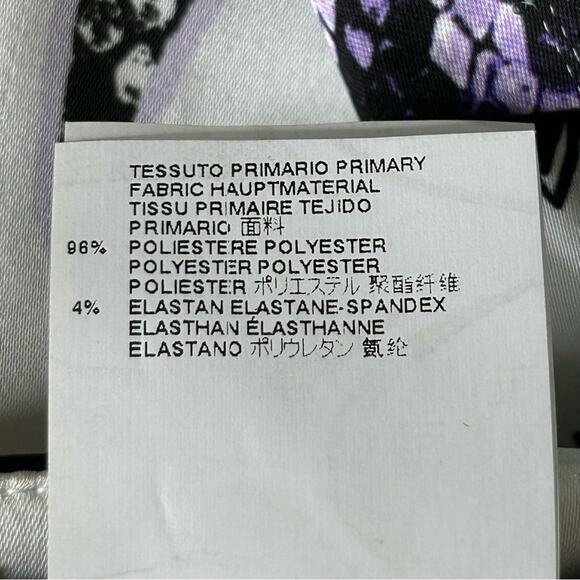 TESSUTO PRIMARIO PRIMARY
FABRIC HAUPTMATERIAL
TISSU PRIMAIRE TEJIDO
PRIMARIO 面料
96% POLIESTERE POLYESTER
POLYESTER POLYESTER
POLIESTER ポリエステル 聚酯纤维
4% ELASTAN ELASTANE-SPANDEX
ELASTHAN ÉLASTHANNE
ELASTANO ポリウレタン 氨纶